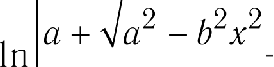 ln|a + √a² − b²x²